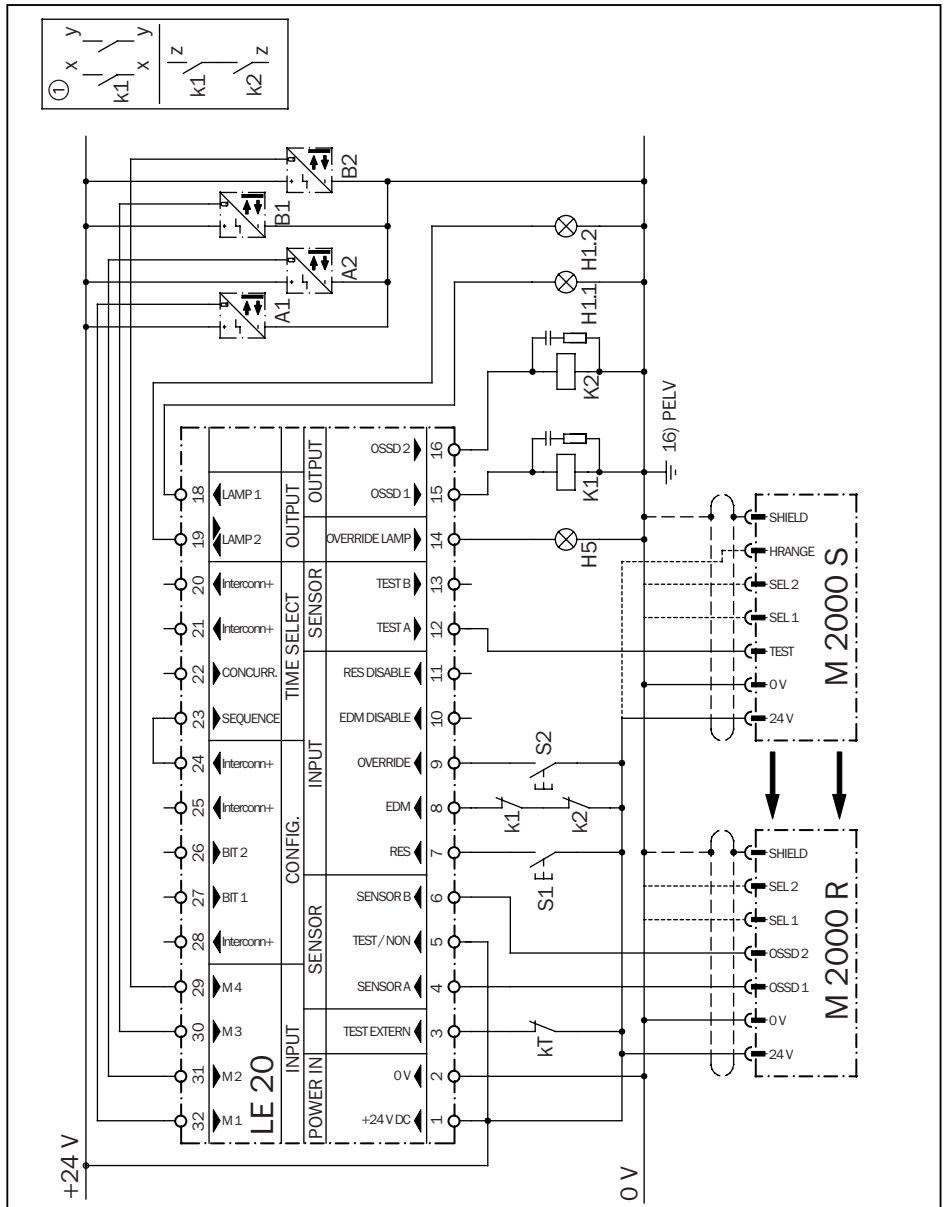 ① x y
k1 x y
k1 z
k2 z
+24 V
A1
A2
B1
B2
H1.1
H1.2
LE 20
INPUT
CONFIG.
TIME SELECT
OUTPUT
32 M1
31 M2
30 M3
29 M4
28 Interconn+
27 BIT 1
26 BIT 2
25 Interconn+
24 Interconn+
23 SEQUENCE
22 CONCURR.
21 Interconn+
20 Interconn+
19 LAMP 2
18 LAMP 1
POWER IN
SENSOR
INPUT
SENSOR
OUTPUT
+24 V DC 1
0 V 2
TEST EXTERN 3
SENSOR A 4
TEST / NON 5
SENSOR B 6
RES 7
EDM 8
OVERRIDE 9
EDM DISABLE 10
RES DISABLE 11
TEST A 12
TEST B 13
OVERRIDE LAMP 14
OSSD 1 15
OSSD 2 16
kT
S1
k1
k2
S2
H5
K1
K2
0 V
16) PELV
24 V
0 V
OSSD 1
OSSD 2
SEL 1
SEL 2
SHIELD
M 2000 R
24 V
0 V
TEST
SEL 1
SEL 2
HRANGE
SHIELD
M 2000 S